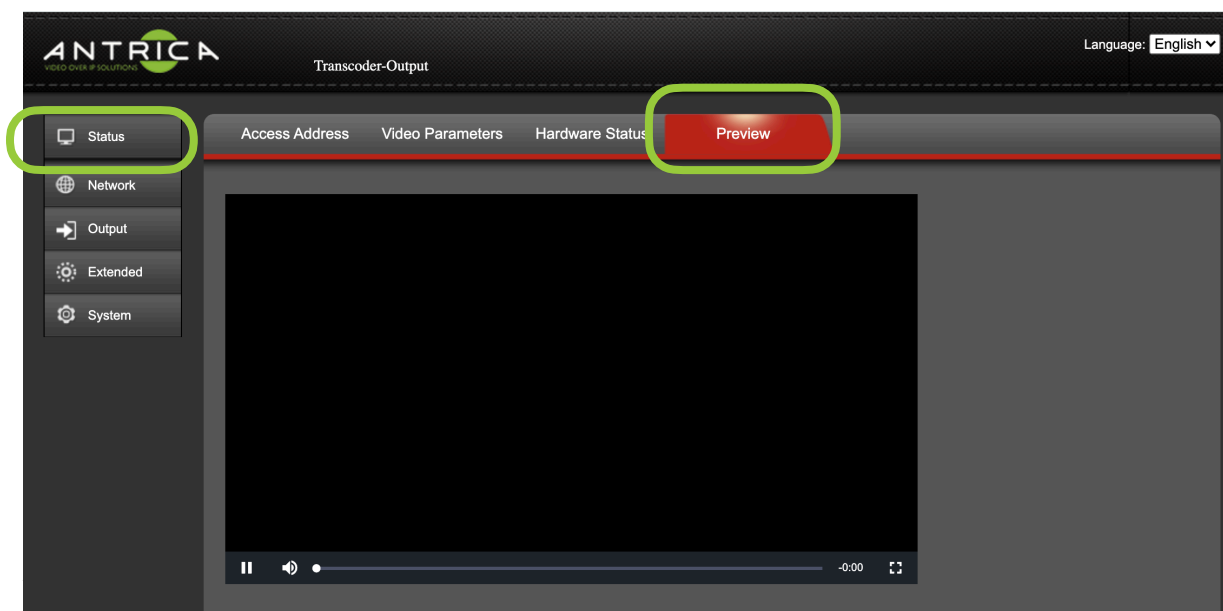 ANTRICA
VIDEO OVER IP SOLUTIONS
Transcoder-Output
Language: English
Status
Access Address Video Parameters Hardware Status Preview
Network
Output
Extended
System
-0:00